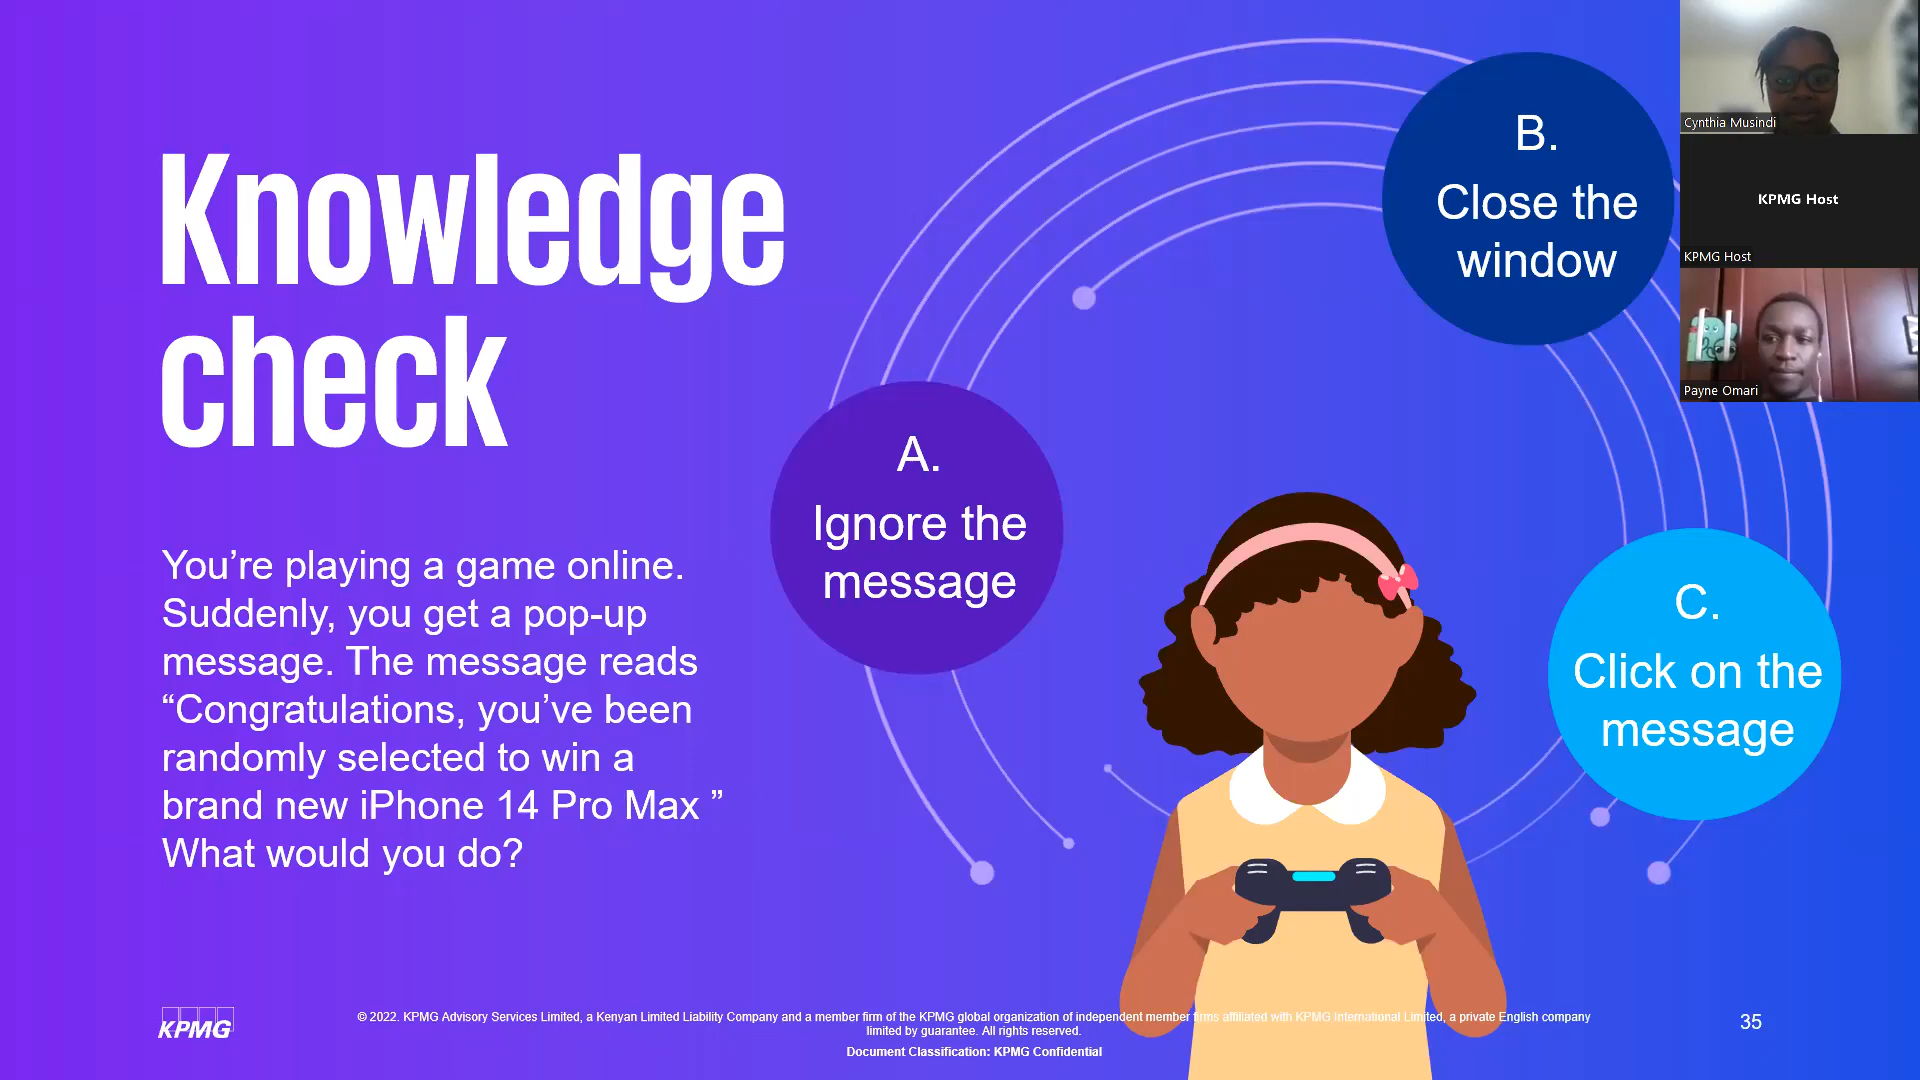 Knowledge
check
You’re playing a game online.
Suddenly, you get a pop-up
message. The message reads
“Congratulations, you’ve been
randomly selected to win a
brand new iPhone 14 Pro Max ”
What would you do?
A.
Ignore the
message
B.
Close the
window
C.
Click on the
message
Cynthia Musindi
KPMG Host
KPMG Host
Payne Omari
KPMG
© 2022. KPMG Advisory Services Limited, a Kenyan Limited Liability Company and a member firm of the KPMG global organization of independent member firms affiliated with KPMG International Limited, a private English company
limited by guarantee. All rights reserved.
Document Classification: KPMG Confidential
35